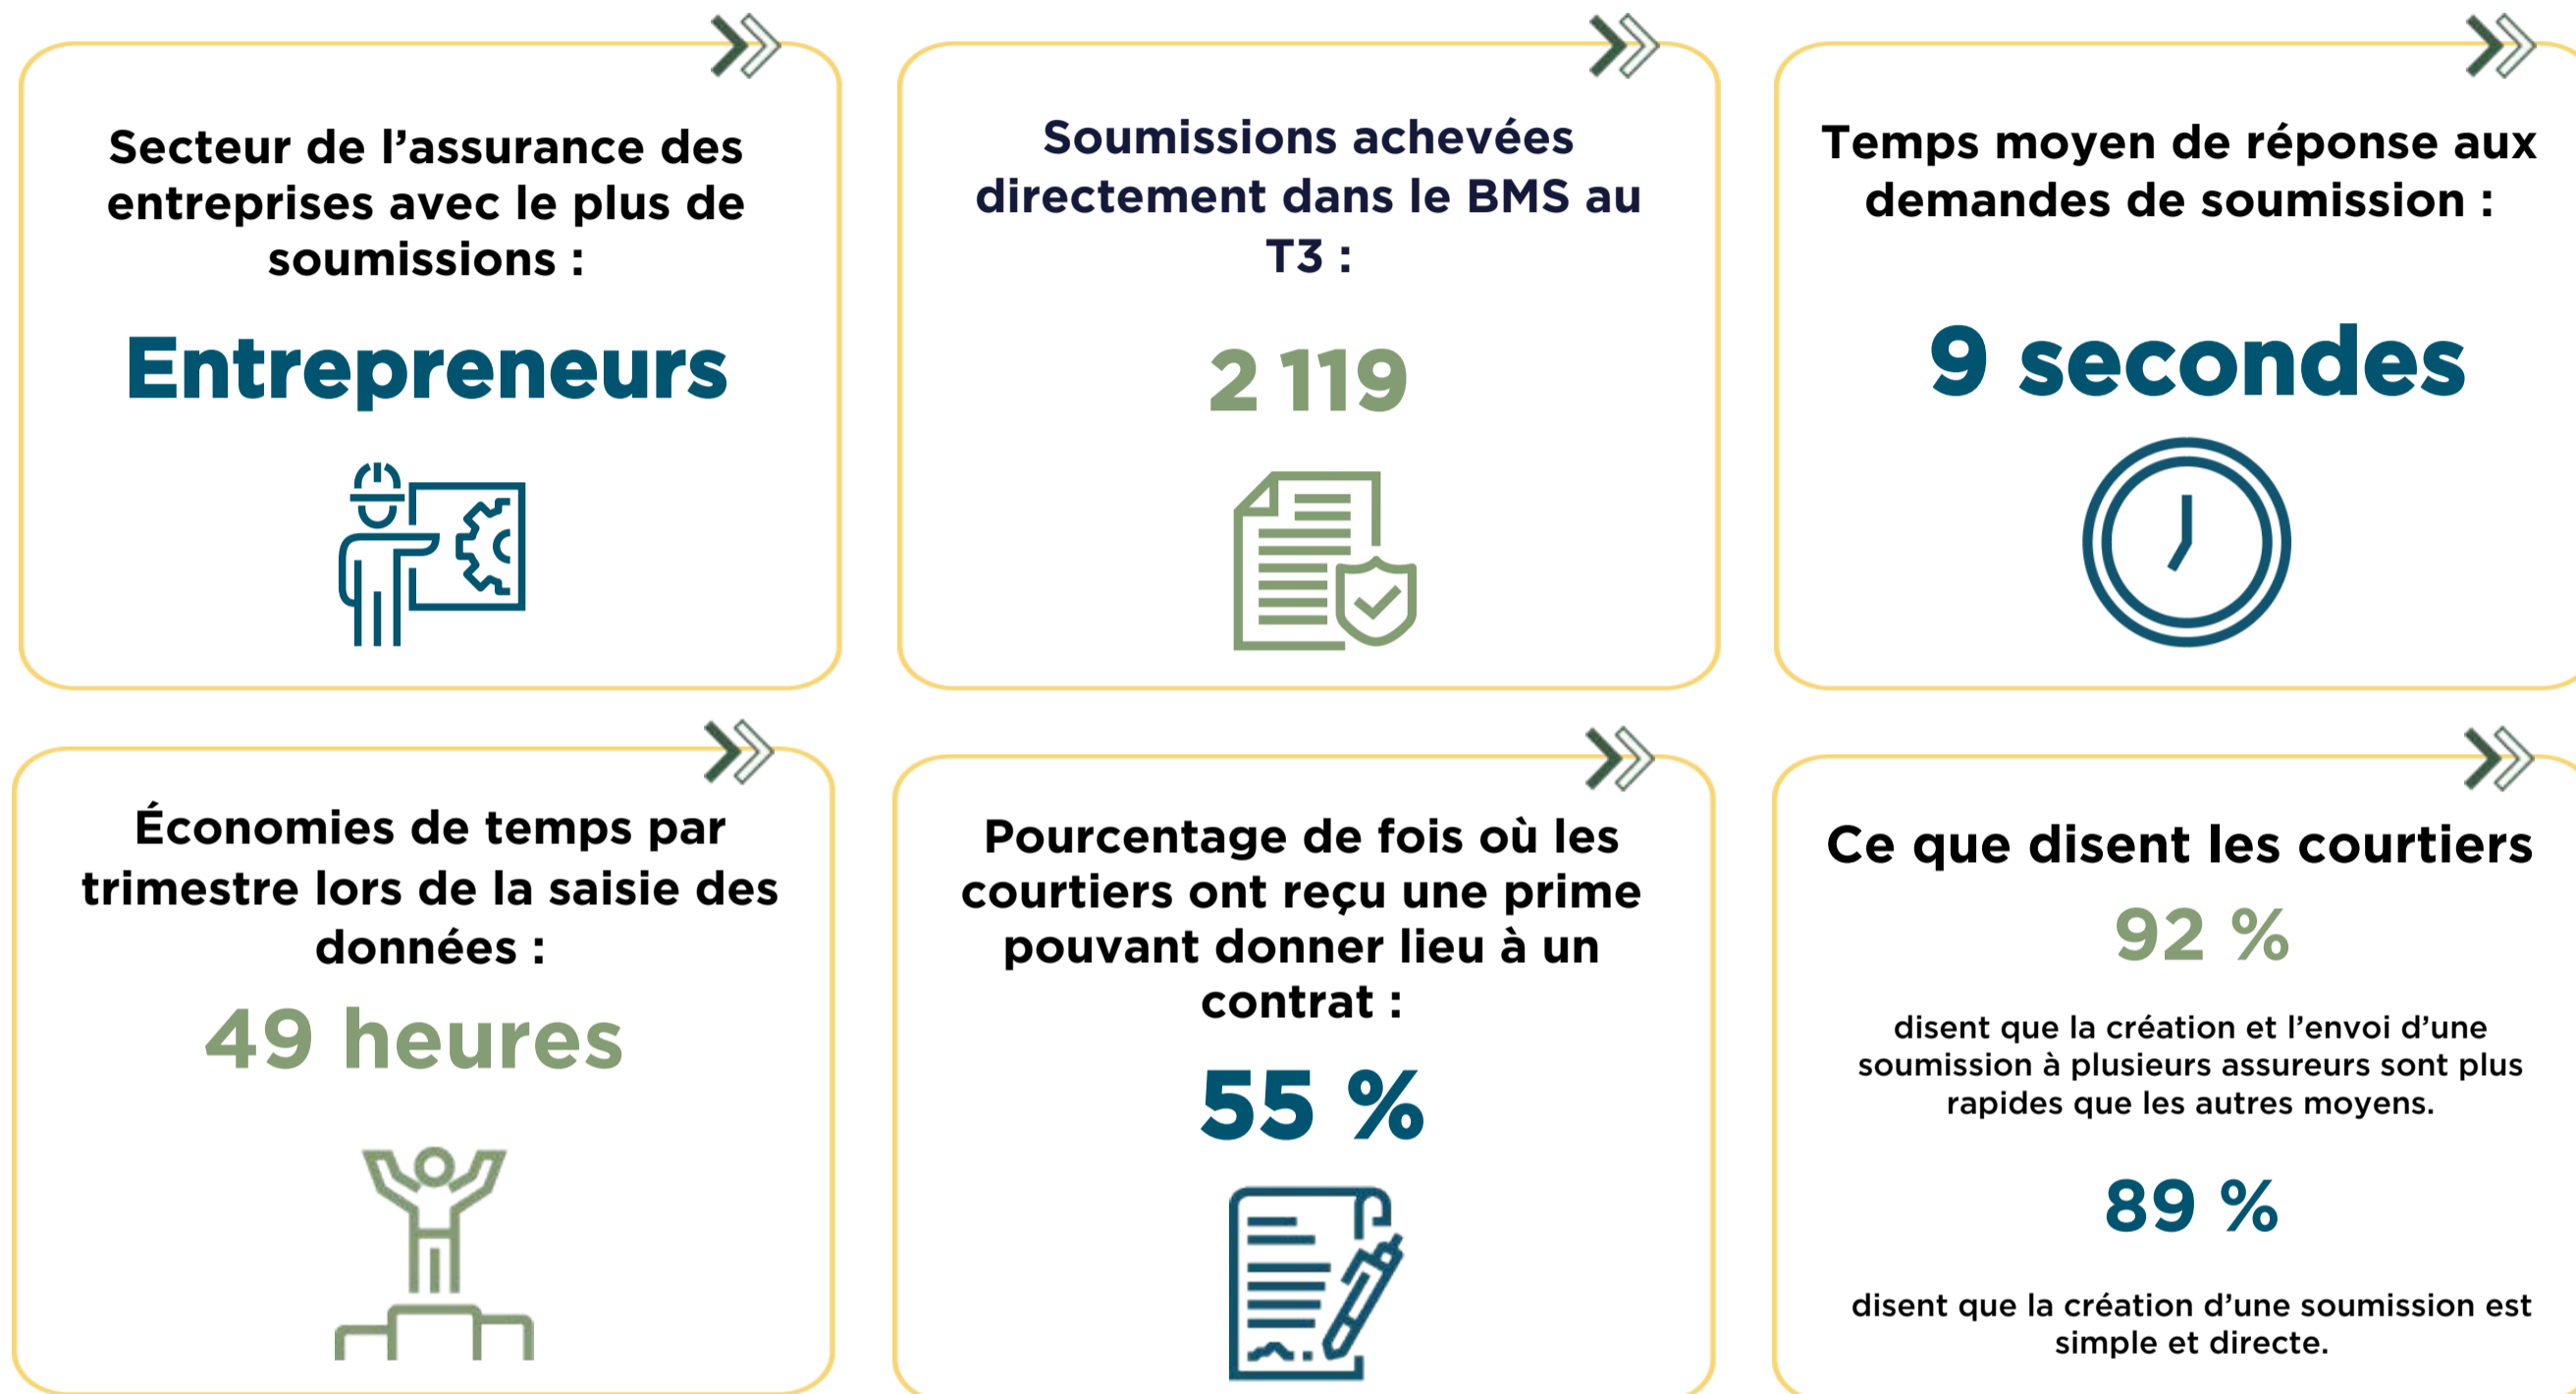 Secteur de l’assurance des
entreprises avec le plus de
soumissions :
Entrepreneurs
Soumissions achevées
directement dans le BMS au
T3 :
2 119
Temps moyen de réponse aux
demandes de soumission :
9 secondes
Économies de temps par
trimestre lors de la saisie des
données :
49 heures
Pourcentage de fois où les
courtiers ont reçu une prime
pouvant donner lieu à un
contrat :
55 %
Ce que disent les courtiers
92 %
disent que la création et l’envoi d’une
soumission à plusieurs assureurs sont plus
rapides que les autres moyens.
89 %
disent que la création d’une soumission est
simple et directe.